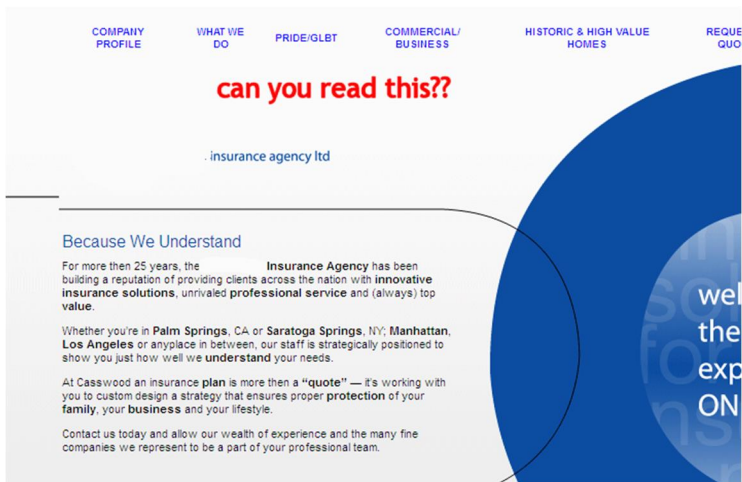 COMPANY
PROFILE
WHAT WE
DO
PRIDE/GLBT
COMMERCIAL/
BUSINESS
HISTORIC & HIGH VALUE
HOMES
REQUE
QUO
can you read this??
insurance agency ltd
Because We Understand
For more then 25 years, the Insurance Agency has been
building a reputation of providing clients across the nation with innovative
insurance solutions, unrivaled professional service and (always) top
value.
Whether you're in Palm Springs, CA or Saratoga Springs, NY; Manhattan,
Los Angeles or anyplace in between, our staff is strategically positioned to
show you just how well we understand your needs.
At Casswood an insurance plan is more then a “quote” — it's working with
you to custom design a strategy that ensures proper protection of your
family, your business and your lifestyle.
Contact us today and allow our wealth of experience and the many fine
companies we represent to be a part of your professional team.
wel
the
exp
ON